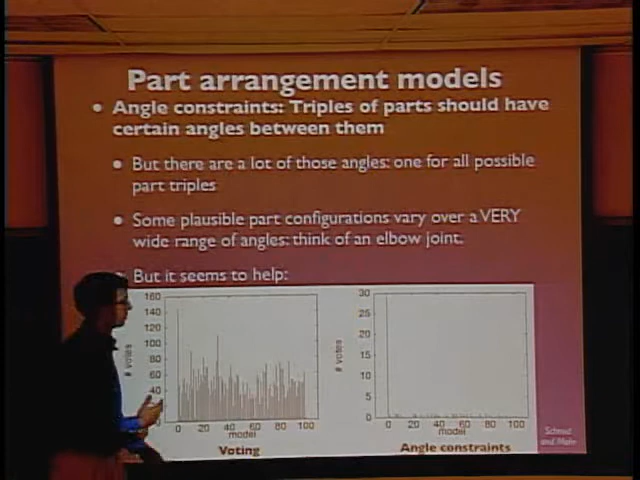 Part arrangement models
• Angle constraints: Triples of parts should have
certain angles between them
• But there are a lot of those angles: one for all possible
part triples
• Some plausible part configurations vary over a VERY
wide range of angles: think of an elbow joint.
But it seems to help:
160
140
120
100
80
60
40
# votes
0 20 40 60 80 100
model
Voting
30
25
20
15
10
5
0
# votes
0 20 40 60 80 100
model
Angle constraints
Schmid
and Mohr